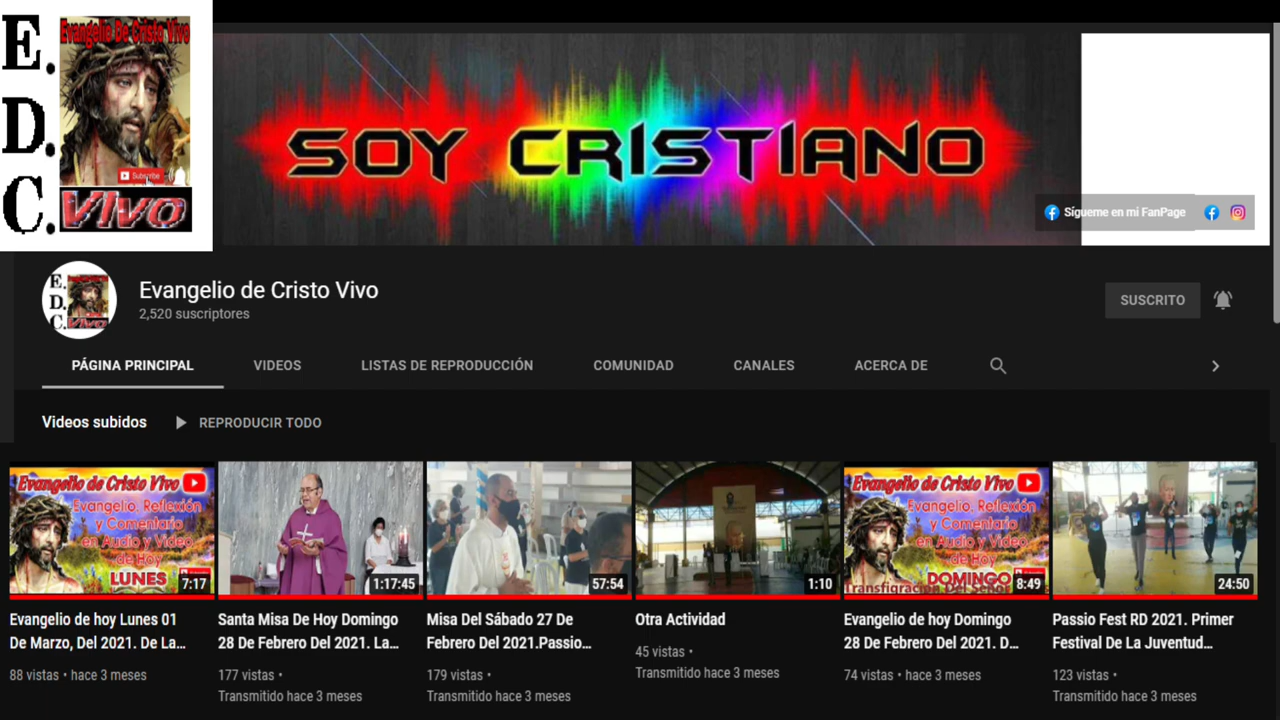 E.
D.
C.
Evangelio De Cristo Vivo
Subscribe
Vivo
SOY CRISTIANO
Sígueme en mi FanPage
E.
D.
C.
Vivo
Evangelio de Cristo Vivo
2,520 suscriptores
SUSCRITO
PÁGINA PRINCIPAL
VIDEOS
LISTAS DE REPRODUCCIÓN
COMUNIDAD
CANALES
ACERCA DE
Videos subidos
REPRODUCIR TODO
Evangelio de Cristo Vivo
Evangelio, Reflexión
y Comentario
en Audio y Video
de Hoy
LUNES
7:17
1:17:45
57:54
1:10
Evangelio de Cristo Vivo
Evangelio, Reflexión
y Comentario
en Audio y Video
de Hoy
DOMINGO
Transfigración Del Señor
8:49
24:50
Evangelio de hoy Lunes 01
De Marzo, Del 2021. De La...
88 vistas • hace 3 meses
Santa Misa De Hoy Domingo
28 De Febrero Del 2021. La...
177 vistas •
Transmitido hace 3 meses
Misa Del Sábado 27 De
Febrero Del 2021.Passio...
179 vistas •
Transmitido hace 3 meses
Otra Actividad
45 vistas •
Transmitido hace 3 meses
Evangelio de hoy Domingo
28 De Febrero Del 2021. D...
74 vistas • hace 3 meses
Passio Fest RD 2021. Primer
Festival De La Juventud...
123 vistas •
Transmitido hace 3 meses